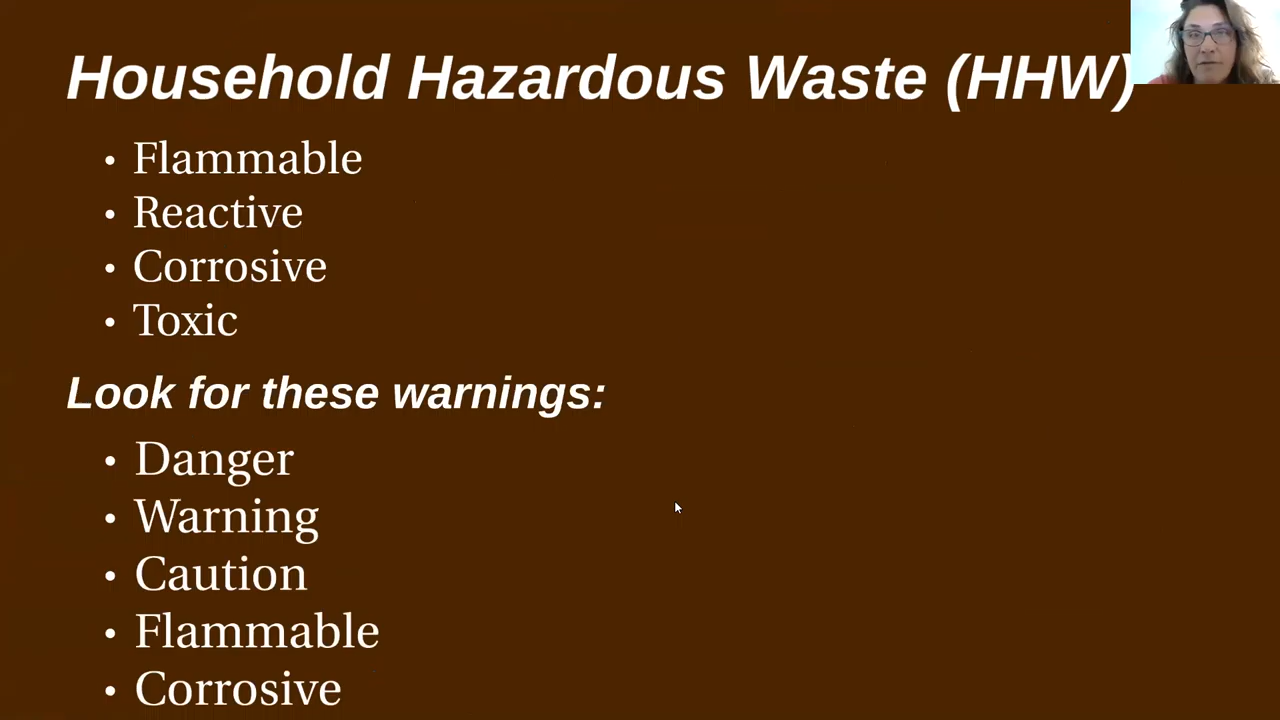 Household Hazardous Waste (HHW)
• Flammable
• Reactive
• Corrosive
• Toxic
Look for these warnings:
• Danger
• Warning
• Caution
• Flammable
• Corrosive